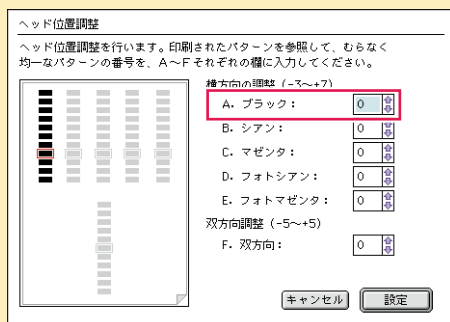 ヘッド位置調整
ヘッド位置調整を行います。印刷されたパターンを参照して、むらなく
均一なパターンの番号を、A～Fそれぞれの欄に入力してください。
横方向の調整（-3～+7）
A. ブラック： 0
B. シアン： 0
C. マゼンタ： 0
D. フォトシアン： 0
E. フォトマゼンタ： 0
双方向調整（-5～+5）
F. 双方向： 0
キャンセル 設定